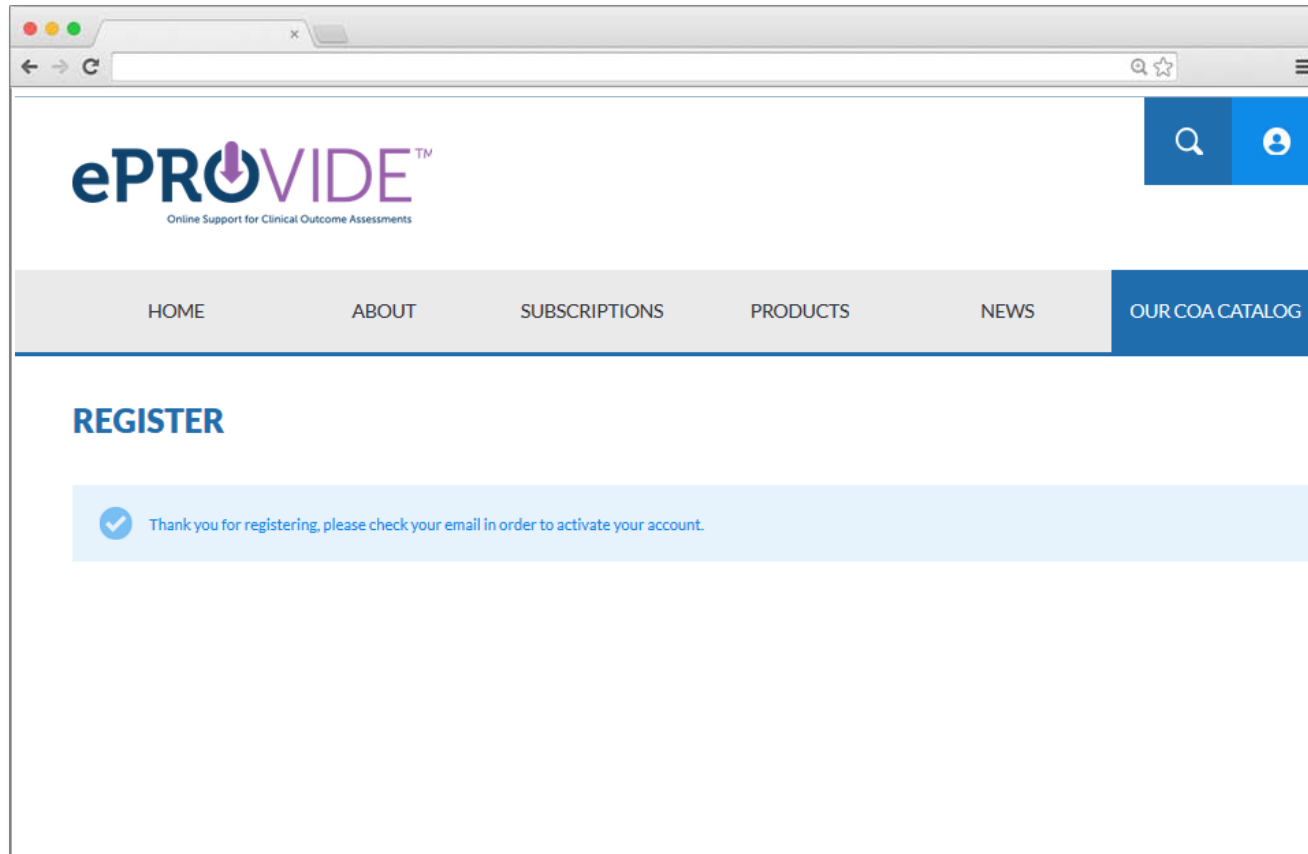 ePROVIDE™
Online Support for Clinical Outcome Assessments
HOME ABOUT SUBSCRIPTIONS PRODUCTS NEWS OUR COA CATALOG
REGISTER
Thank you for registering, please check your email in order to activate your account.